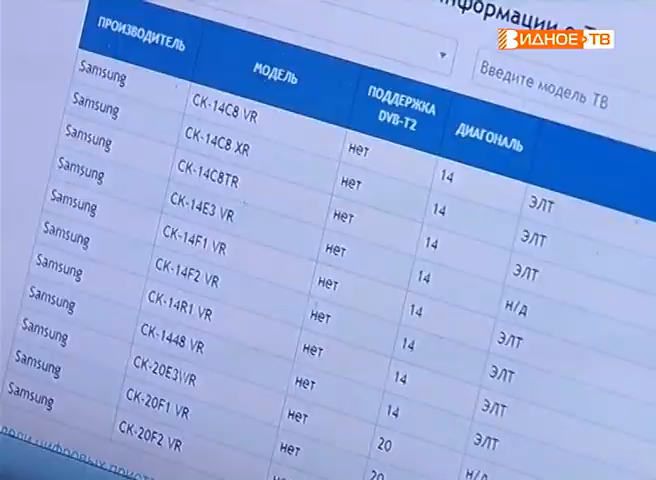 ВИДНОЕ ТВ
Введите модель ТВ
ПРОИЗВОДИТЕЛЬ МОДЕЛЬ ПОДДЕРЖКА DVB-T2 ДИАГОНАЛЬ
Samsung CK-14C8 VR нет 14 ЭЛТ
Samsung CK-14C8 XR нет 14 ЭЛТ
Samsung CK-14C8TR нет 14 ЭЛТ
Samsung CK-14E3 VR нет 14 н/д
Samsung CK-14F1 VR нет 14 ЭЛТ
Samsung CK-14F2 VR нет 14 ЭЛТ
Samsung CK-14R1 VR нет 14 ЭЛТ
Samsung CK-1448 VR нет 14 ЭЛТ
Samsung CK-20E3WR нет 20 н/д
Samsung CK-20F1 VR нет 20
Samsung CK-20F2 VR
цифровых